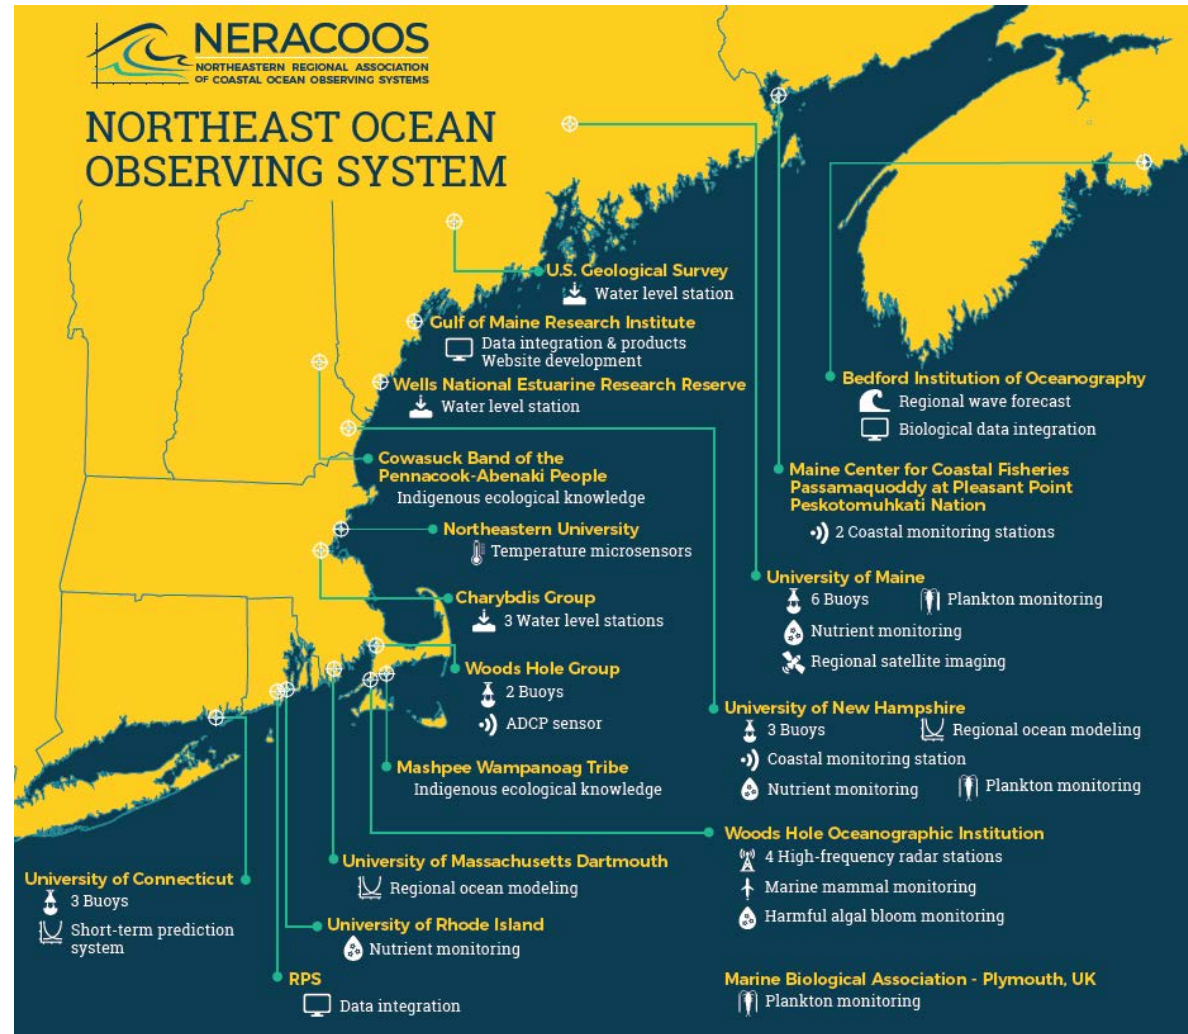 NERACOOS
NORTHEASTERN REGIONAL ASSOCIATION
OF COASTAL OCEAN OBSERVING SYSTEMS
NORTHEAST OCEAN
OBSERVING SYSTEM
U.S. Geological Survey
Water level station
Gulf of Maine Research Institute
Data integration & products
Website development
Wells National Estuarine Research Reserve
Water level station
Cowasuck Band of the
Pennacook-Abenaki People
Indigenous ecological knowledge
Northeastern University
Temperature microsensors
Charybdis Group
3 Water level stations
Woods Hole Group
2 Buoys
ADCP sensor
Mashpee Wampanoag Tribe
Indigenous ecological knowledge
University of Massachusetts Dartmouth
Regional ocean modeling
University of Connecticut
3 Buoys
Short-term prediction
system
University of Rhode Island
Nutrient monitoring
RPS
Data integration
Bedford Institution of Oceanography
Regional wave forecast
Biological data integration
Maine Center for Coastal Fisheries
Passamaquoddy at Pleasant Point
Peskotomuhkati Nation
2 Coastal monitoring stations
University of Maine
6 Buoys
Plankton monitoring
Nutrient monitoring
Regional satellite imaging
University of New Hampshire
3 Buoys
Regional ocean modeling
Coastal monitoring station
Nutrient monitoring
Plankton monitoring
Woods Hole Oceanographic Institution
4 High-frequency radar stations
Marine mammal monitoring
Harmful algal bloom monitoring
Marine Biological Association - Plymouth, UK
Plankton monitoring